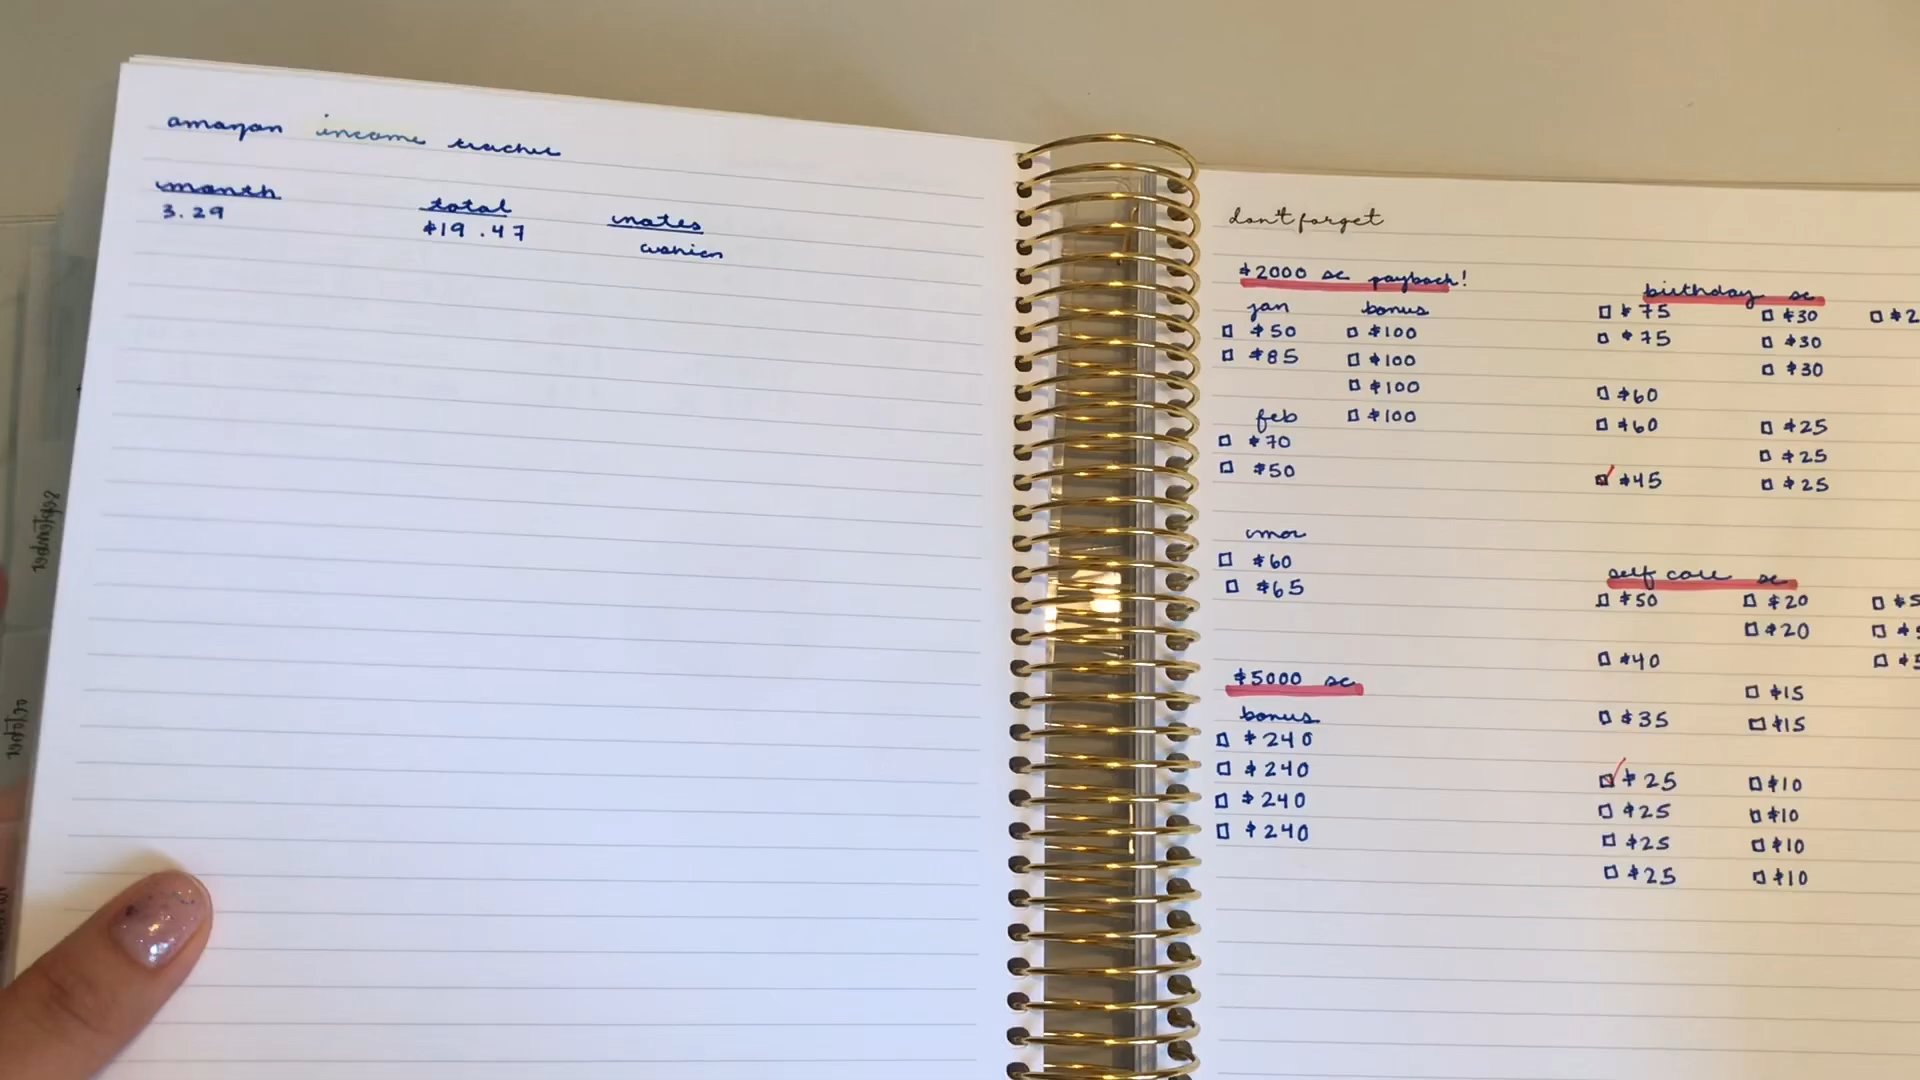 amazon income tracker
month total notes
3.29 $19.47 cushion
don't forget
$2000 sc payback!
jan bonus
$50 $100
$85 $100
$100
feb $100
$70
$50
mar
$60
$65
$5000 sc
bonus
$240
$240
$240
$240
birthday sc
$75 $30
$75 $30
$30
$60
$60 $25
$25
$45 $25
self care sc
$50 $20
$20
$40
$15
$35 $15
$25 $10
$25 $10
$25 $10
$25 $10